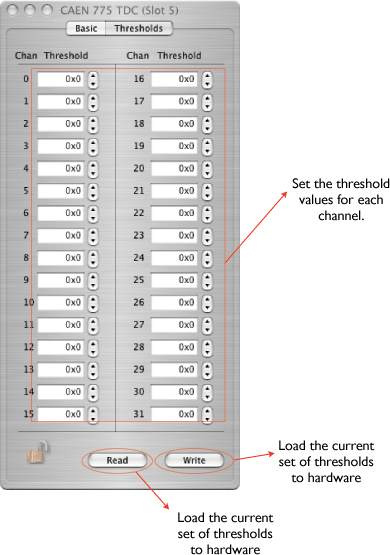 CAEN 775 TDC (Slot 5)
Basic Thresholds
Chan Threshold Chan Threshold
0 0x0 16 0x0
1 0x0 17 0x0
2 0x0 18 0x0
3 0x0 19 0x0
4 0x0 20 0x0
5 0x0 21 0x0
6 0x0 22 0x0
7 0x0 23 0x0
8 0x0 24 0x0
9 0x0 25 0x0
10 0x0 26 0x0
11 0x0 27 0x0
12 0x0 28 0x0
13 0x0 29 0x0
14 0x0 30 0x0
15 0x0 31 0x0
Set the threshold
values for each
channel.
Read Write
Load the current
set of thresholds
to hardware
Load the current
set of thresholds
to hardware